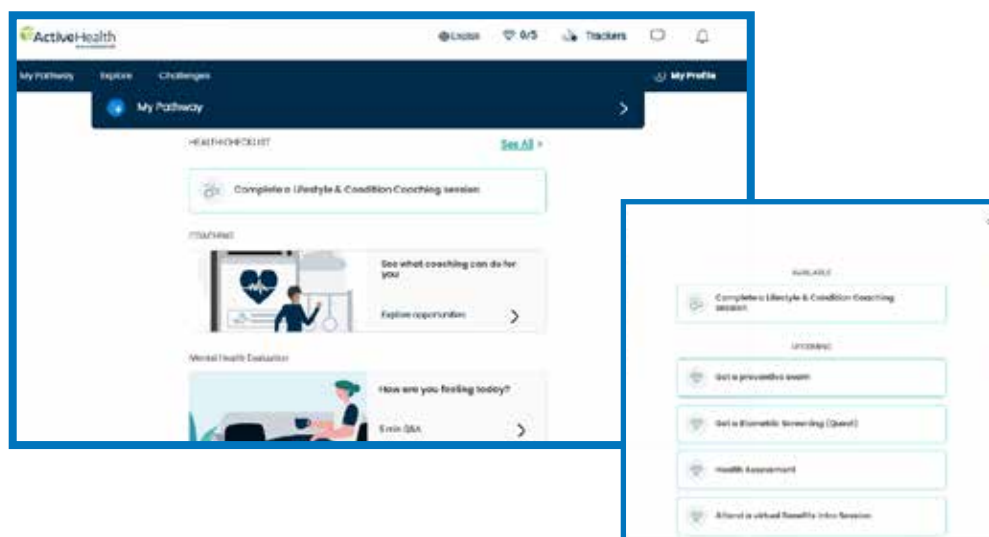 ActiveHealth
English 0/5 Trackers
My Pathway Explore Challenges My Profile
My Pathway
HEALTH CHECKLIST See All
Complete a Lifestyle & Condition Coaching session
COACHING
See what coaching can do for
you
Explore opportunities
Mental Health Evaluation
How are you feeling today?
5 min Q&A
AVAILABLE
Complete a Lifestyle & Condition Coaching
session
UPCOMING
Get a preventive exam
Get a Biometric Screening (Quest)
Health Assessment
Attend a virtual Benefits Intro Session